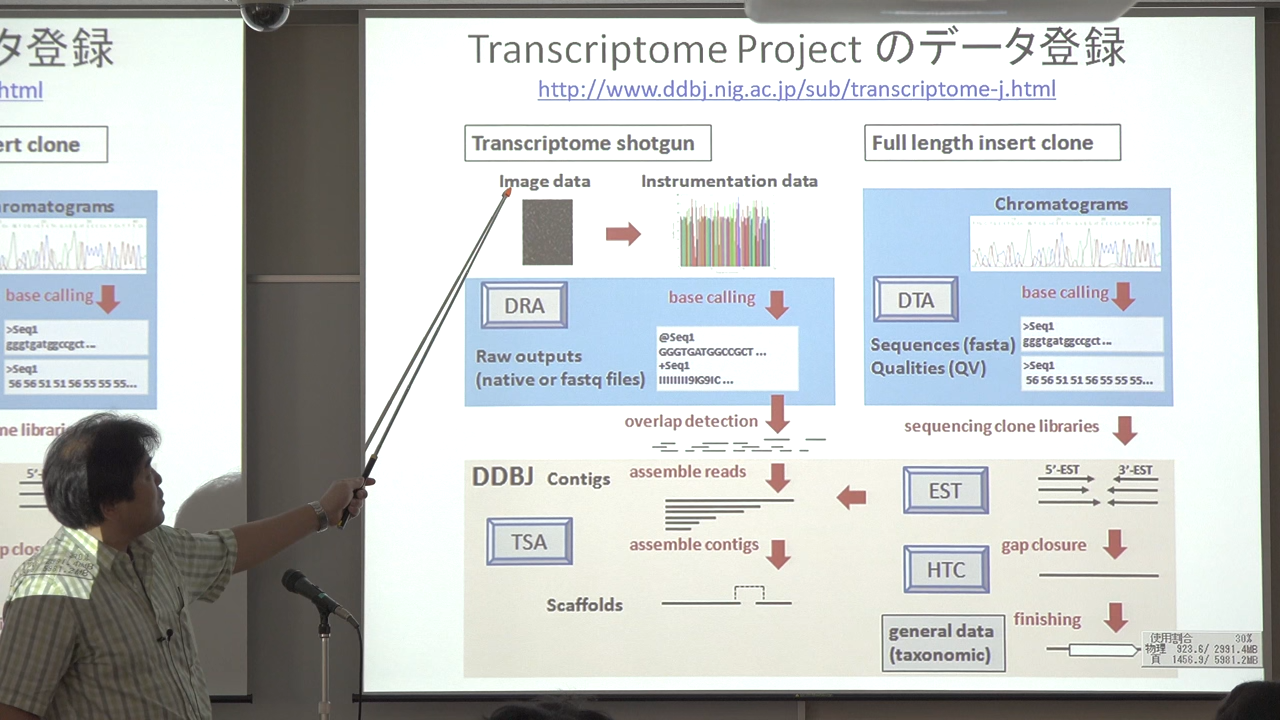 タ登録
html
ert clone
romatograms
base calling
>Seq1
gggtgatggccgct...
>Seq1
56 56 51 51 56 55 55 55...
ne librari
5'-
p clos
Transcriptome Project のデータ登録
http://www.ddbj.nig.ac.jp/sub/transcriptome-j.html
Transcriptome shotgun
Image data
Instrumentation data
DRA
base calling
Raw outputs
(native or fastq files)
@Seq1
GGGTGATGGCCGCT ...
+Seq1
IIIIIIIII9IG9IC ...
overlap detection
DDBJ
Contigs
assemble reads
TSA
assemble contigs
Scaffolds
Full length insert clone
Chromatograms
DTA
base calling
Sequences (fasta)
Qualities (QV)
>Seq1
gggtgatggccgct...
>Seq1
56 56 51 51 56 55 55 55...
sequencing clone libraries
EST
5'-EST
3'-EST
gap closure
HTC
finishing
general data
(taxonomic)
使用割合 30%
物理 923.6/ 2991.4MB
頁 1456.9/ 5981.2MB